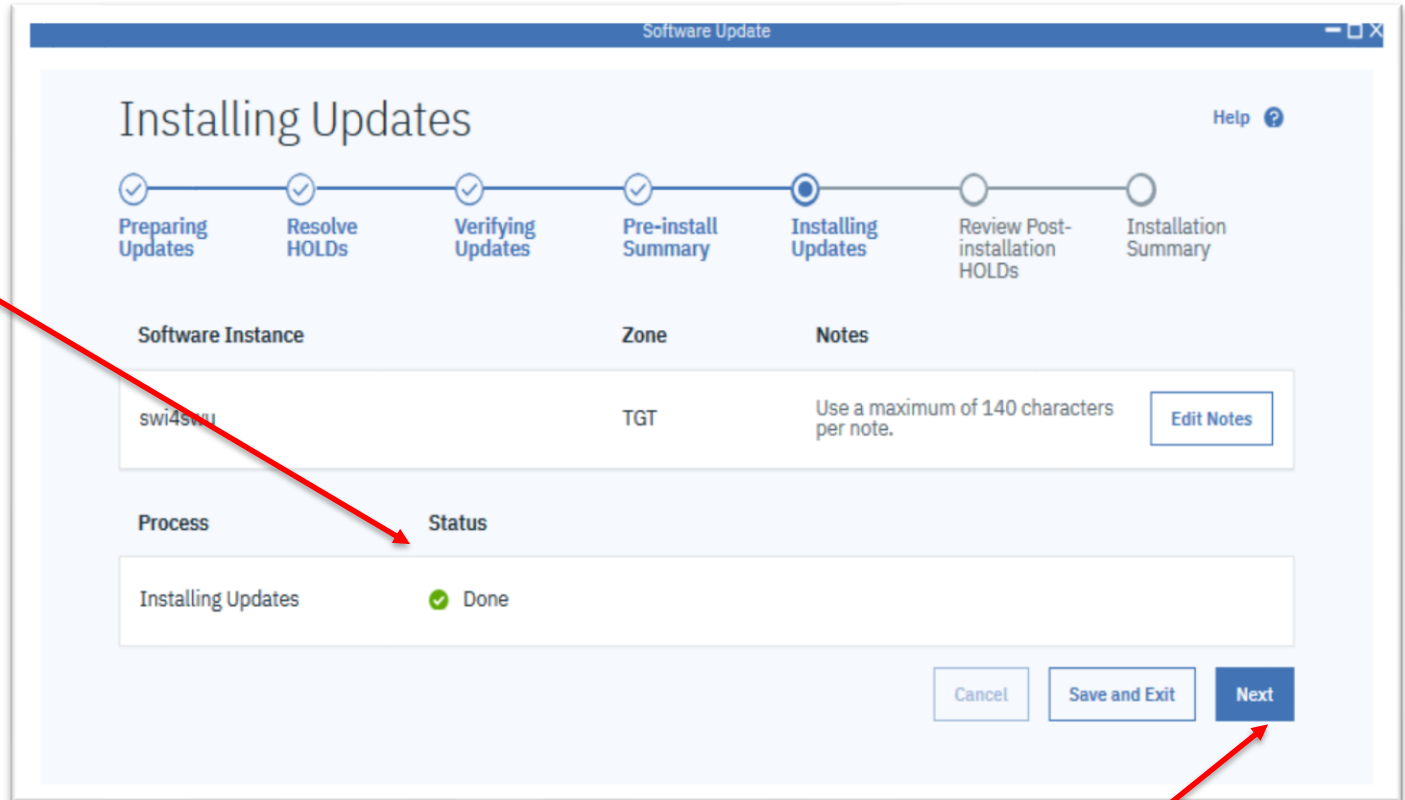 Software Update
Installing Updates
Help ?
Preparing Updates
Resolve HOLDs
Verifying Updates
Pre-install Summary
Installing Updates
Review Post-installation HOLDs
Installation Summary
Software Instance Zone Notes
swi4swu TGT Use a maximum of 140 characters
per note.
Edit Notes
Process Status
Installing Updates Done
Cancel Save and Exit Next